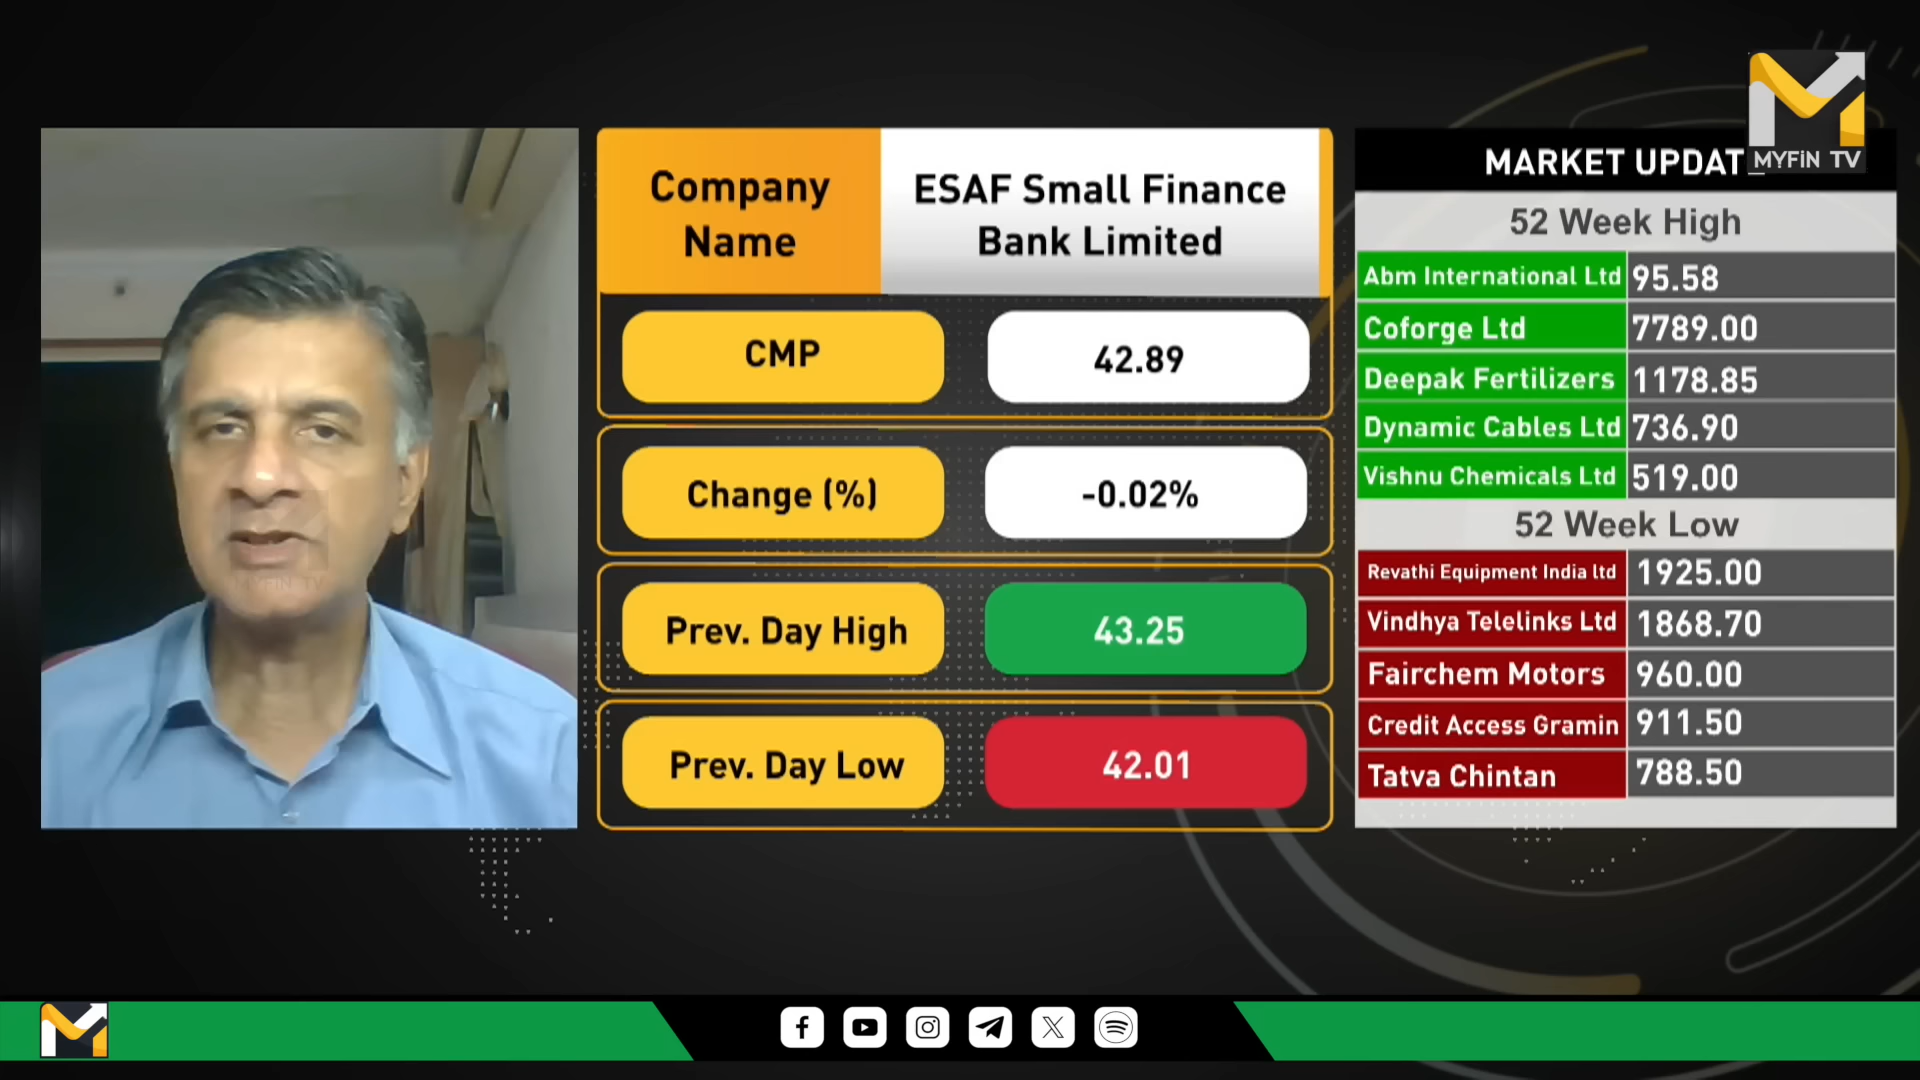 MYFiN TV
Company
Name
ESAF Small Finance
Bank Limited
CMP
42.89
Change (%)
-0.02%
Prev. Day High
43.25
Prev. Day Low
42.01
MARKET UPDAT
52 Week High
Abm International Ltd 95.58
Coforge Ltd 7789.00
Deepak Fertilizers 1178.85
Dynamic Cables Ltd 736.90
Vishnu Chemicals Ltd 519.00
52 Week Low
Revathi Equipment India ltd 1925.00
Vindhya Telelinks Ltd 1868.70
Fairchem Motors 960.00
Credit Access Gramin 911.50
Tatva Chintan 788.50
MYFIN TV